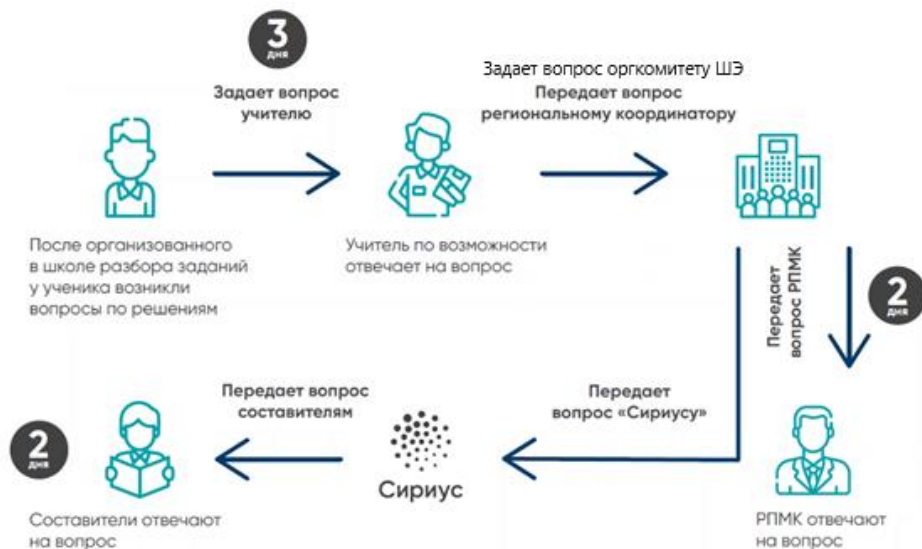 3
дня
Задает вопрос
учителю
Задает вопрос оргкомитету ШЭ
Передает вопрос
региональному координатору
После организованного
в школе разбора заданий
у ученика возникли
вопросы по решениям
Учитель по возможности
отвечает на вопрос
Передает
вопрос РПМК
2
дня
Передает вопрос
составителям
Передает
вопрос «Сириусу»
2
дня
Сириус
Составители отвечают
на вопрос
РПМК отвечают
на вопрос